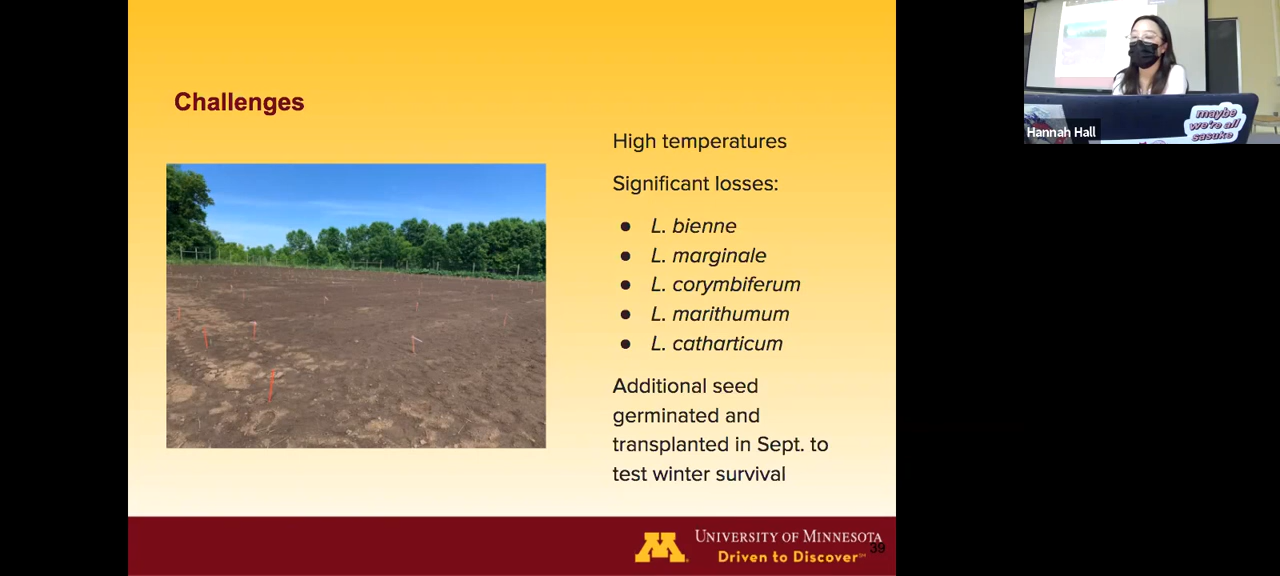 Challenges
High temperatures
Significant losses:
● L. bienne
● L. marginale
● L. corymbiferum
● L. marithumum
● L. catharticum
Additional seed
germinated and
transplanted in Sept. to
test winter survival
M
UNIVERSITY OF MINNESOTA
Driven to Discover℠
39
Hannah Hall
maybe
we're all
sasuke